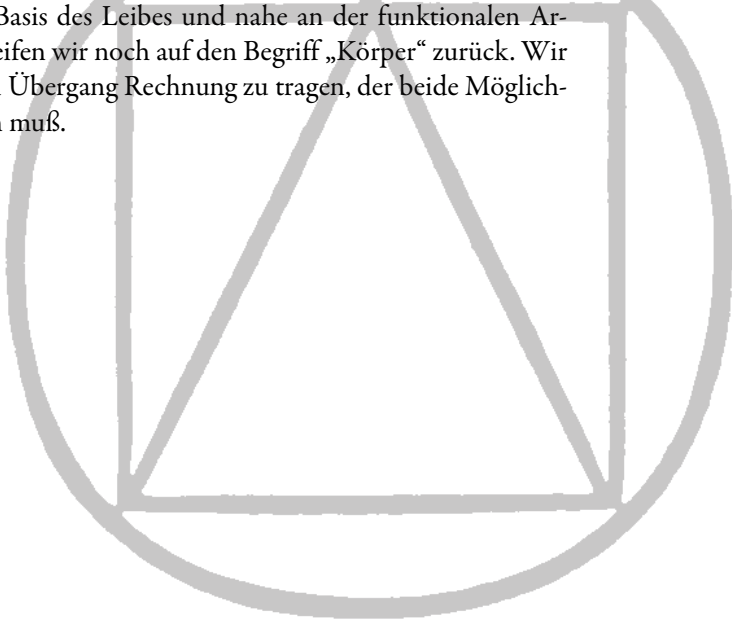 Basis des Leibes und nahe an der funktionalen Ar-
eifen wir noch auf den Begriff „Körper“ zurück. Wir
Übergang Rechnung zu tragen, der beide Möglich-
muß.